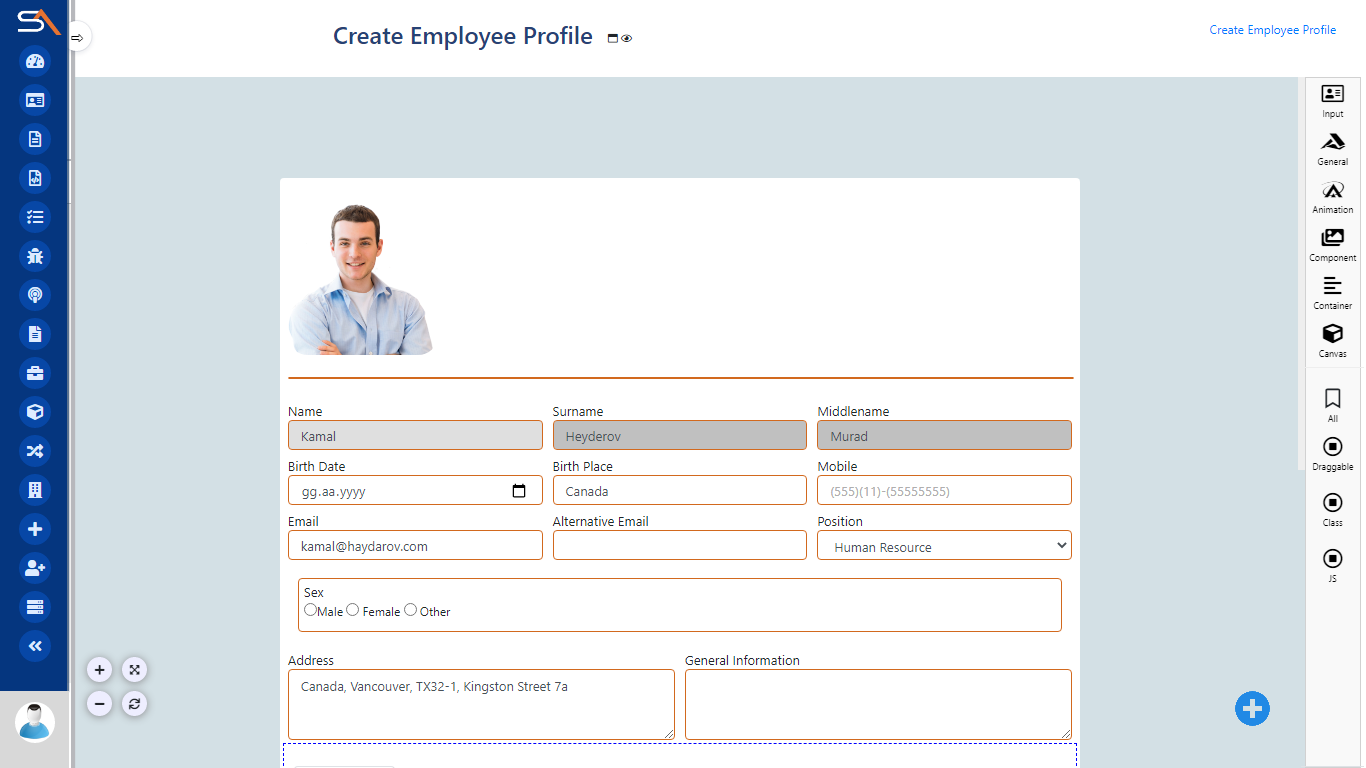 Create Employee Profile
Create Employee Profile
Input
General
Animation
Component
Container
Canvas
All
Draggable
Class
JS
Name
Surname
Middlename
Kamal
Heyderov
Murad
Birth Date
Birth Place
Mobile
gg.aa.yyyy
Canada
(555)(11)-(55555555)
Email
Alternative Email
Position
kamal@haydarov.com
Human Resource
Sex
Male Female Other
Address
General Information
Canada, Vancouver, TX32-1, Kingston Street 7a